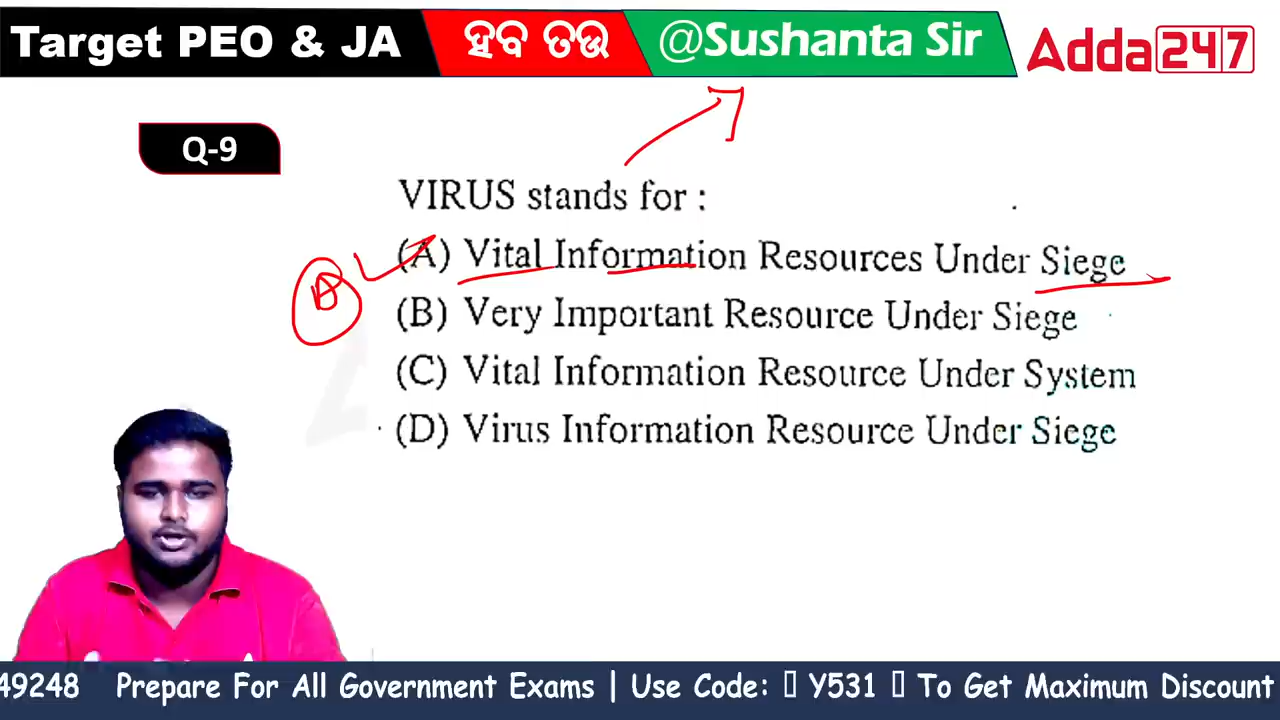 Target PEO & JA ହବ ତଉ @Sushanta Sir Adda247
Q-9
VIRUS stands for :
(A) Vital Information Resources Under Siege
A
(B) Very Important Resource Under Siege
(C) Vital Information Resource Under System
(D) Virus Information Resource Under Siege
49248 Prepare For All Government Exams | Use Code: Y531 To Get Maximum Discount